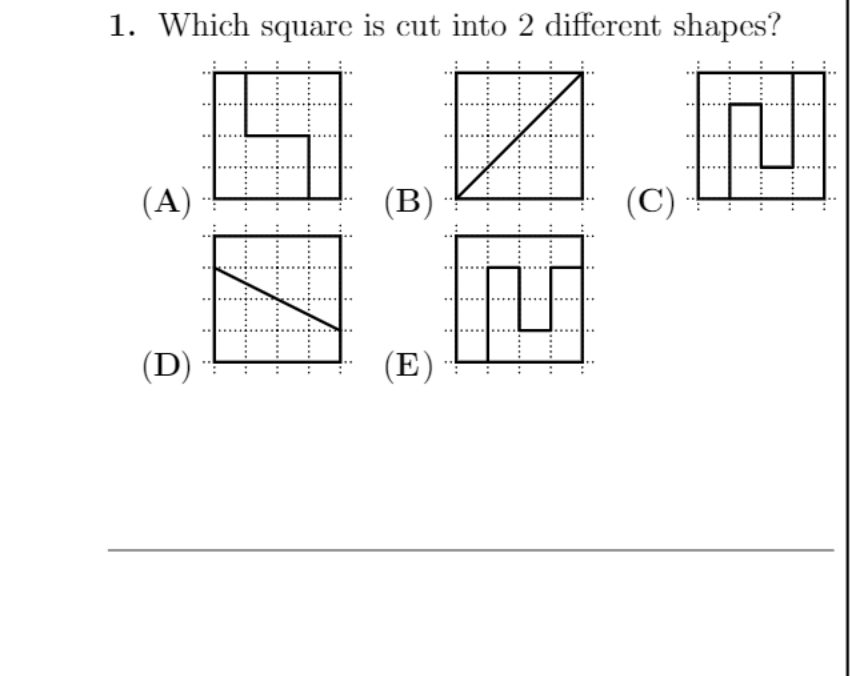 1. Which square is cut into 2 different shapes?
(A) (B) (C)
(D) (E)